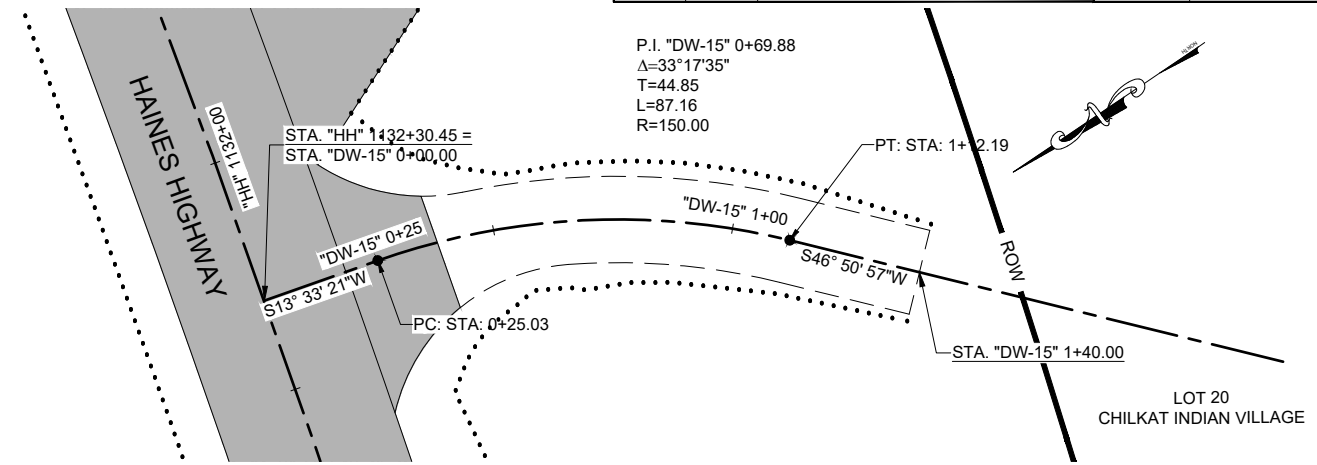 P.I. "DW-15" 0+69.88
Δ=33°17'35"
T=44.85
L=87.16
R=150.00
HAINES HIGHWAY
"HH" 1132+00
STA. "HH" 1132+30.45 =
STA. "DW-15" 0+00.00
PT: STA: 1+12.19
"DW-15" 0+25
"DW-15" 1+00
S13° 33' 21"W
S46° 50' 57"W
ROW
PC: STA: 0+25.03
STA. "DW-15" 1+40.00
LOT 20
CHILKAT INDIAN VILLAGE